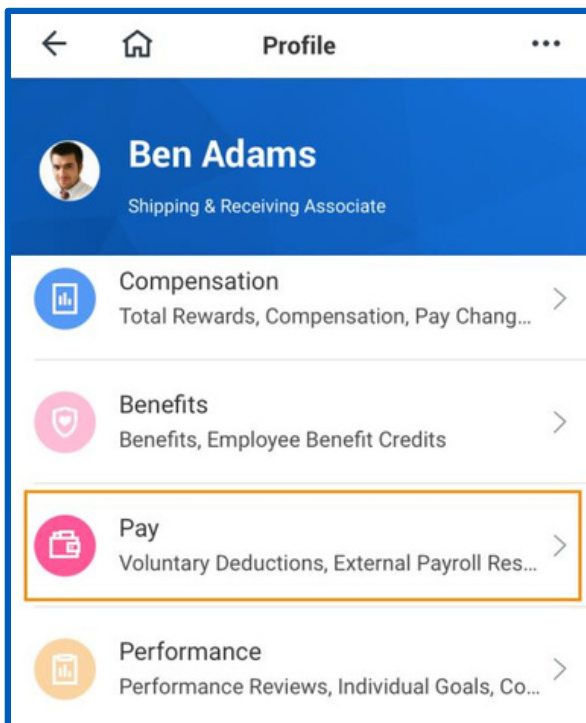 Profile
Ben Adams
Shipping & Receiving Associate
Compensation
Total Rewards, Compensation, Pay Chang...
Benefits
Benefits, Employee Benefit Credits
Pay
Voluntary Deductions, External Payroll Res...
Performance
Performance Reviews, Individual Goals, Co...